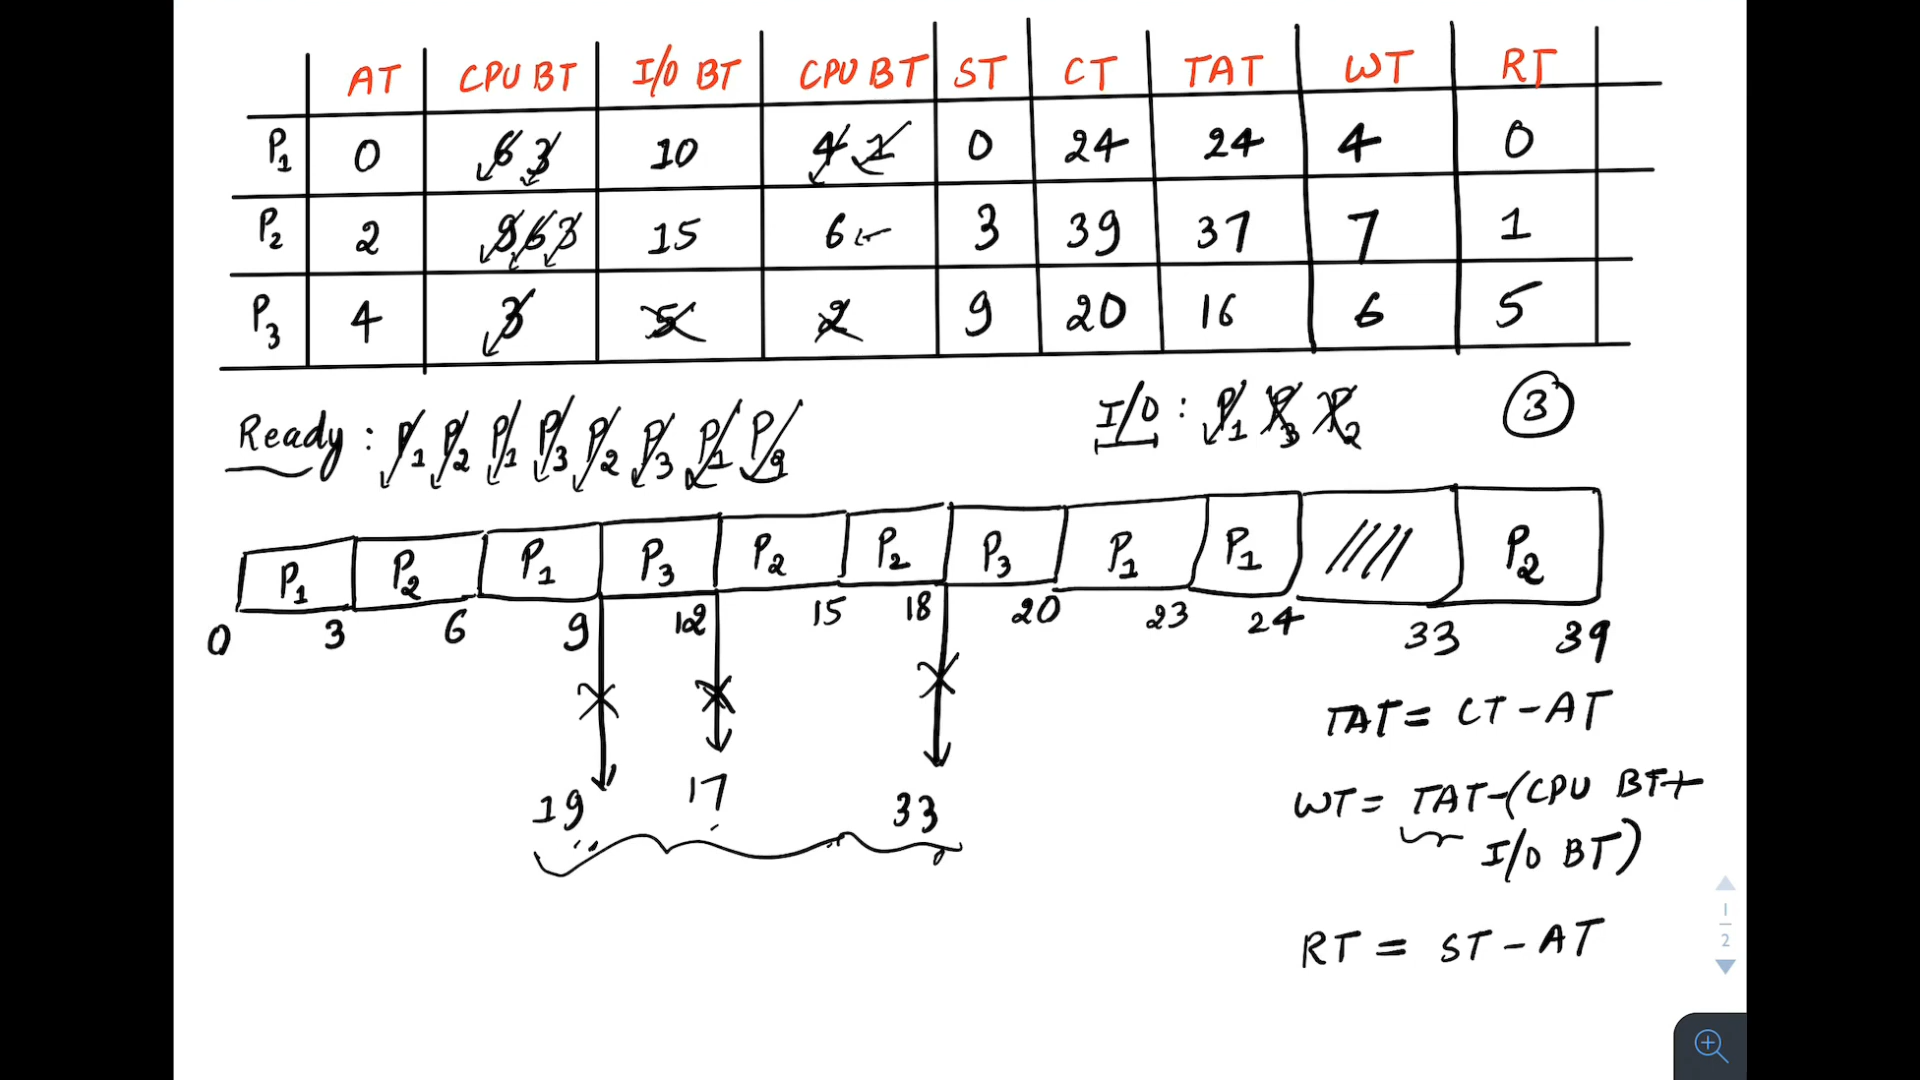 AT CPU BT I/O BT CPU BT ST CT TAT WT RT
P1 0 6 3 10 4 1 0 24 24 4 0
P2 2 9 6 3 15 6 3 39 37 7 1
P3 4 3 5 2 9 20 16 6 5
Ready : P1 P2 P1 P3 P2 P3 P1 I/O : P1 P3 P2 3
P1 P2 P1 P3 P2 P2 P3 P1 P1 P2
0 3 6 9 12 15 18 20 23 24 33 39
19 17 33
TAT = CT - AT
WT = TAT - (CPU BT +
I/O BT)
RT = ST - AT
1
2